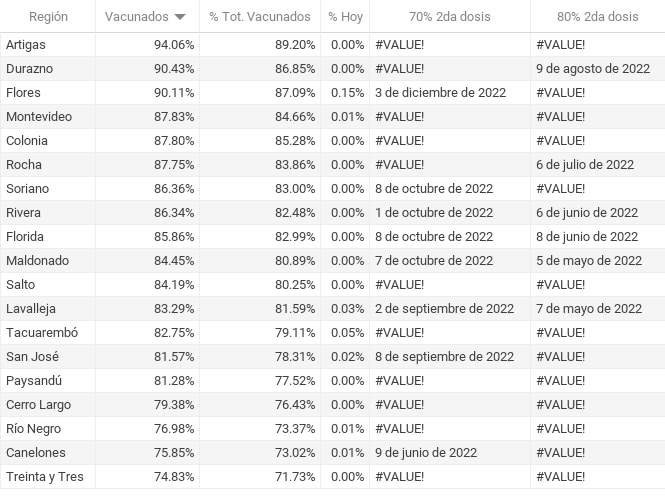 Región Vacunados % Tot. Vacunados % Hoy 70% 2da dosis 80% 2da dosis
Artigas 94.06% 89.20% 0.00% #VALUE! #VALUE!
Durazno 90.43% 86.85% 0.00% #VALUE! 9 de agosto de 2022
Flores 90.11% 87.09% 0.15% 3 de diciembre de 2022 #VALUE!
Montevideo 87.83% 84.66% 0.01% #VALUE! #VALUE!
Colonia 87.80% 85.28% 0.00% #VALUE! #VALUE!
Rocha 87.75% 83.86% 0.00% #VALUE! 6 de julio de 2022
Soriano 86.36% 83.00% 0.00% 8 de octubre de 2022 #VALUE!
Rivera 86.34% 82.48% 0.00% 1 de octubre de 2022 6 de junio de 2022
Florida 85.86% 82.99% 0.00% 8 de octubre de 2022 8 de junio de 2022
Maldonado 84.45% 80.89% 0.00% 7 de octubre de 2022 5 de mayo de 2022
Salto 84.19% 80.25% 0.00% #VALUE! #VALUE!
Lavalleja 83.29% 81.59% 0.03% 2 de septiembre de 2022 7 de mayo de 2022
Tacuarembó 82.75% 79.11% 0.05% #VALUE! #VALUE!
San José 81.57% 78.31% 0.02% 8 de septiembre de 2022 #VALUE!
Paysandú 81.28% 77.52% 0.00% #VALUE! #VALUE!
Cerro Largo 79.38% 76.43% 0.00% #VALUE! #VALUE!
Río Negro 76.98% 73.37% 0.01% #VALUE! #VALUE!
Canelones 75.85% 73.02% 0.01% 9 de junio de 2022 #VALUE!
Treinta y Tres 74.83% 71.73% 0.00% #VALUE! #VALUE!